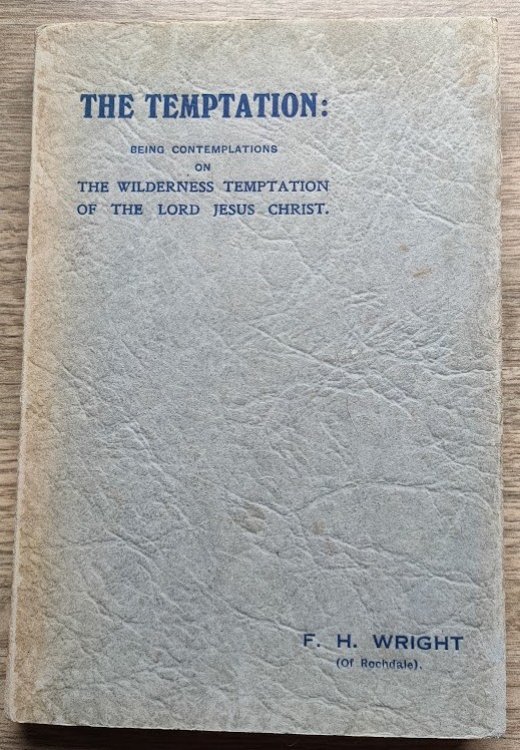 THE TEMPTATION:
BEING CONTEMPLATIONS
ON
THE WILDERNESS TEMPTATION
OF THE LORD JESUS CHRIST.
F. H. WRIGHT
(Of Rochdale).